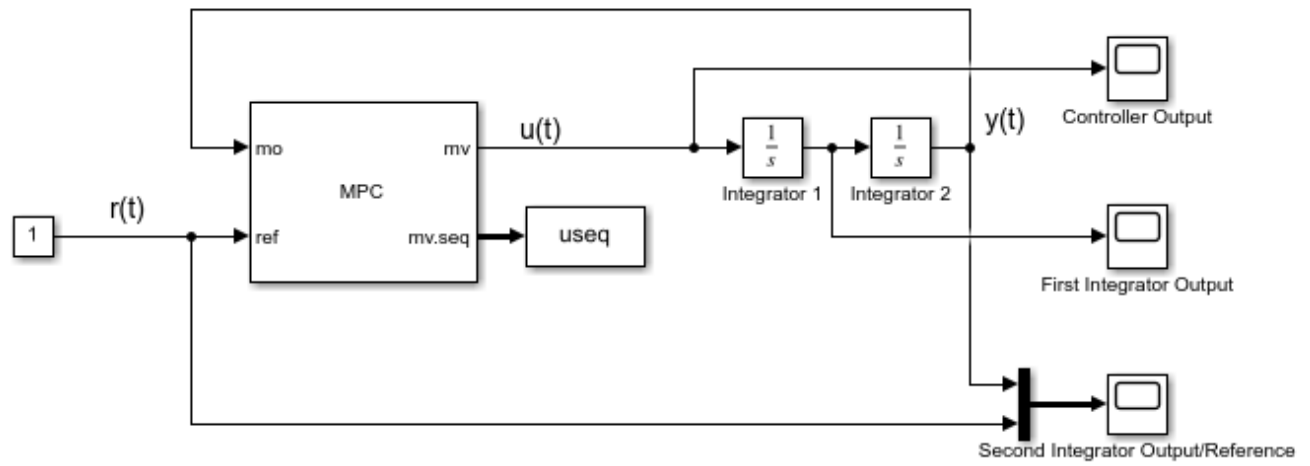 Controller Output
u(t)
y(t)
mo
mv
1
s
1
s
MPC
Integrator 1
Integrator 2
r(t)
1
ref
mv.seq
useq
First Integrator Output
Second Integrator Output/Reference